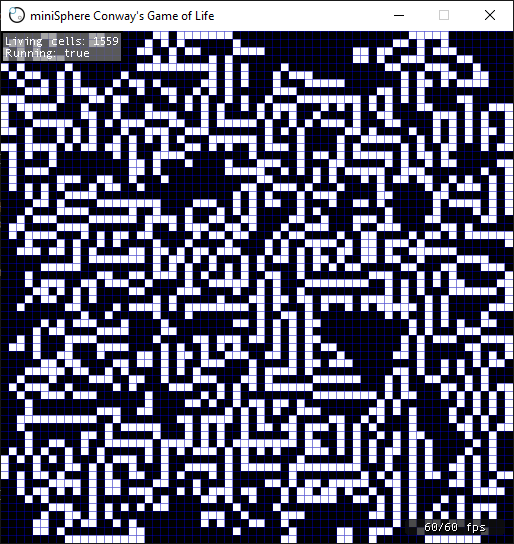 miniSphere Conway's Game of Life
Living cells: 1559
Running: true
60/60 fps